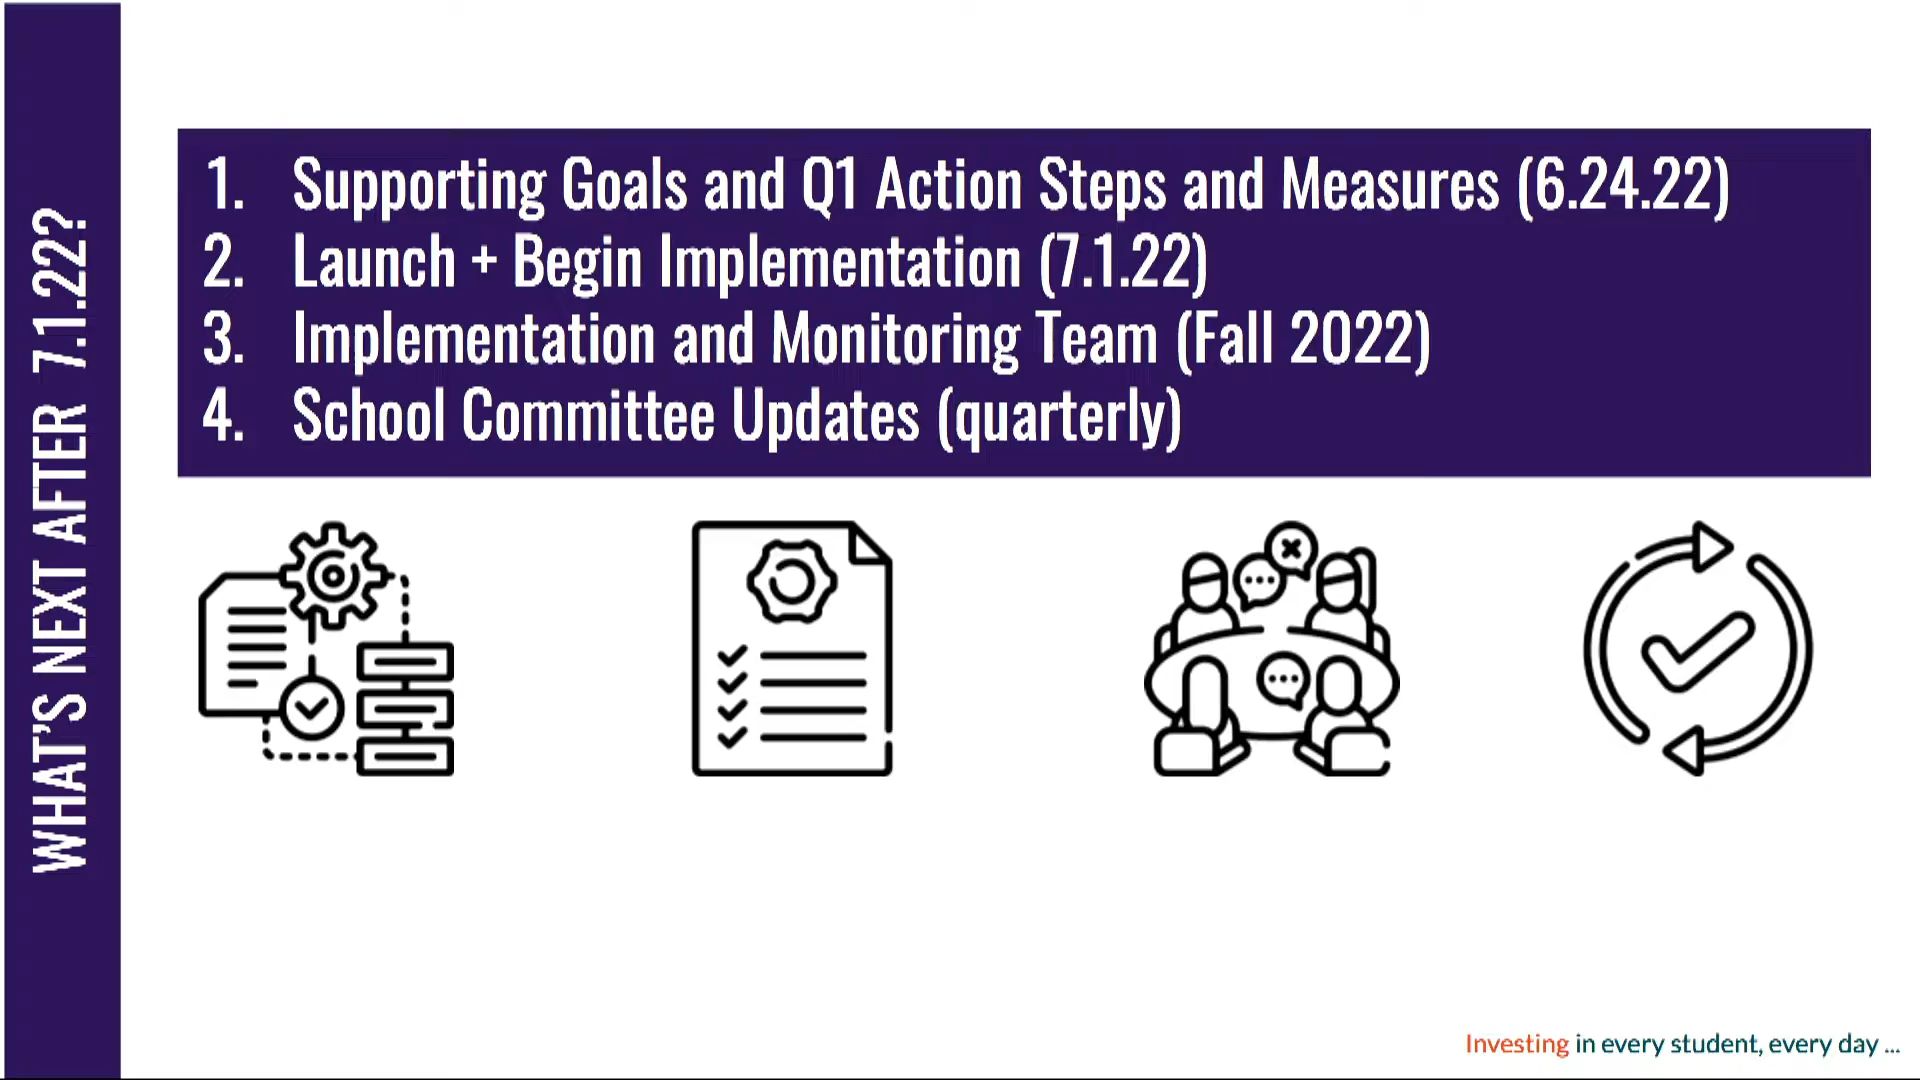 WHAT'S NEXT AFTER 7.1.22?
1. Supporting Goals and Q1 Action Steps and Measures (6.24.22)
2. Launch + Begin Implementation (7.1.22)
3. Implementation and Monitoring Team (Fall 2022)
4. School Committee Updates (quarterly)
Investing in every student, every day ...